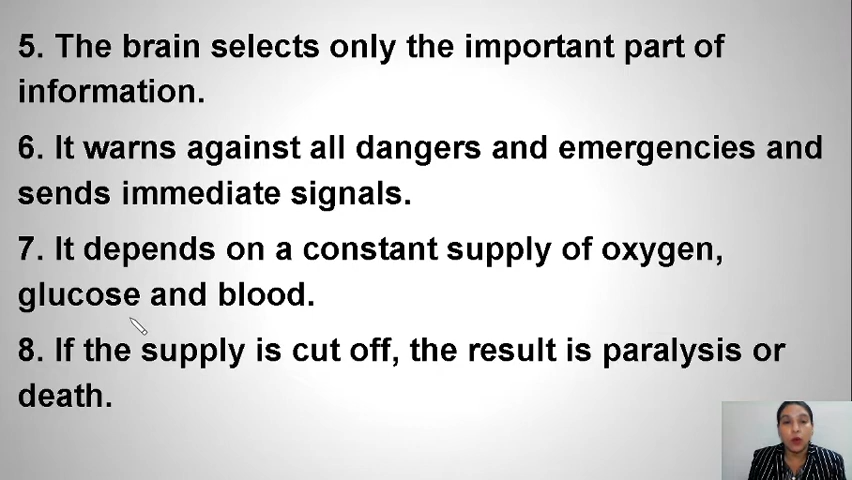 5. The brain selects only the important part of
information.
6. It warns against all dangers and emergencies and
sends immediate signals.
7. It depends on a constant supply of oxygen,
glucose and blood.
8. If the supply is cut off, the result is paralysis or
death.